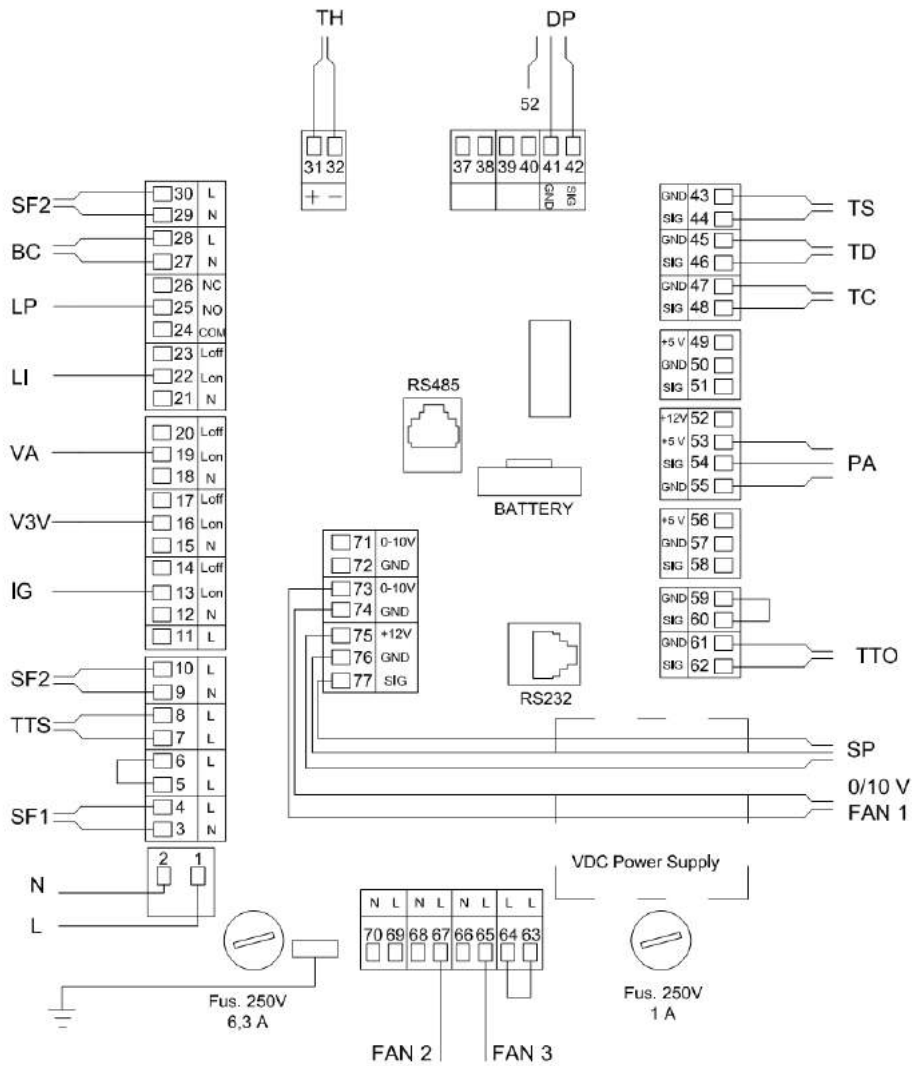 TH
DP
52
31 32
+ −
37 38 39 40 41 42
GND SIG
SF2
30 L
29 N
BC
28 L
27 N
26 NC
LP
25 NO
24 COM
23 Loff
LI
22 Lon
21 N
20 Loff
VA
19 Lon
18 N
17 Loff
V3V
16 Lon
15 N
14 Loff
IG
13 Lon
12 N
11 L
SF2
10 L
9 N
TTS
8 L
7 L
6 L
5 L
SF1
4 L
3 N
2 1
N
L
RS485
BATTERY
71 0-10V
72 GND
73 0-10V
74 GND
75 +12V
76 GND
77 SIG
RS232
GND 43
SIG 44
TS
GND 45
SIG 46
TD
GND 47
SIG 48
TC
+5 V 49
GND 50
SIG 51
+12V 52
+5 V 53
SIG 54
PA
GND 55
+5 V 56
GND 57
SIG 58
GND 59
SIG 60
GND 61
SIG 62
TTO
SP
0/10 V
FAN 1
VDC Power Supply
N L N L N L L L
70 69 68 67 66 65 64 63
Fus. 250V
6,3 A
Fus. 250V
1 A
FAN 2
FAN 3